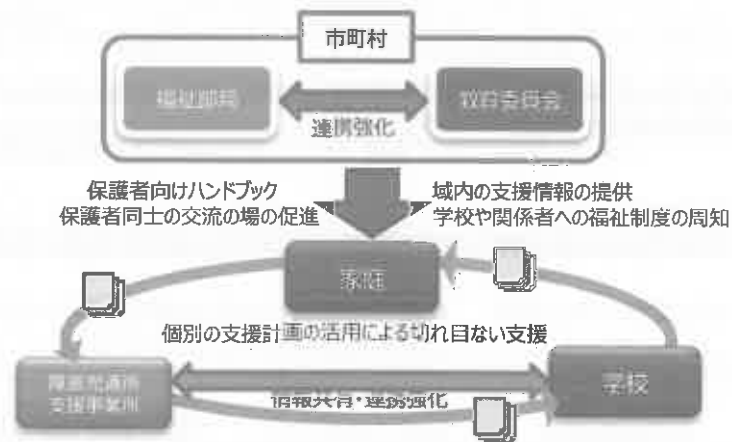 市町村
福祉部局
教育委員会
連携強化
保護者向けハンドブック
保護者同士の交流の場の促進
域内の支援情報の提供
学校や関係者への福祉制度の周知
家庭
個別の支援計画の活用による切れ目ない支援
障害児通所
支援事業所
学校
情報共有・連携強化